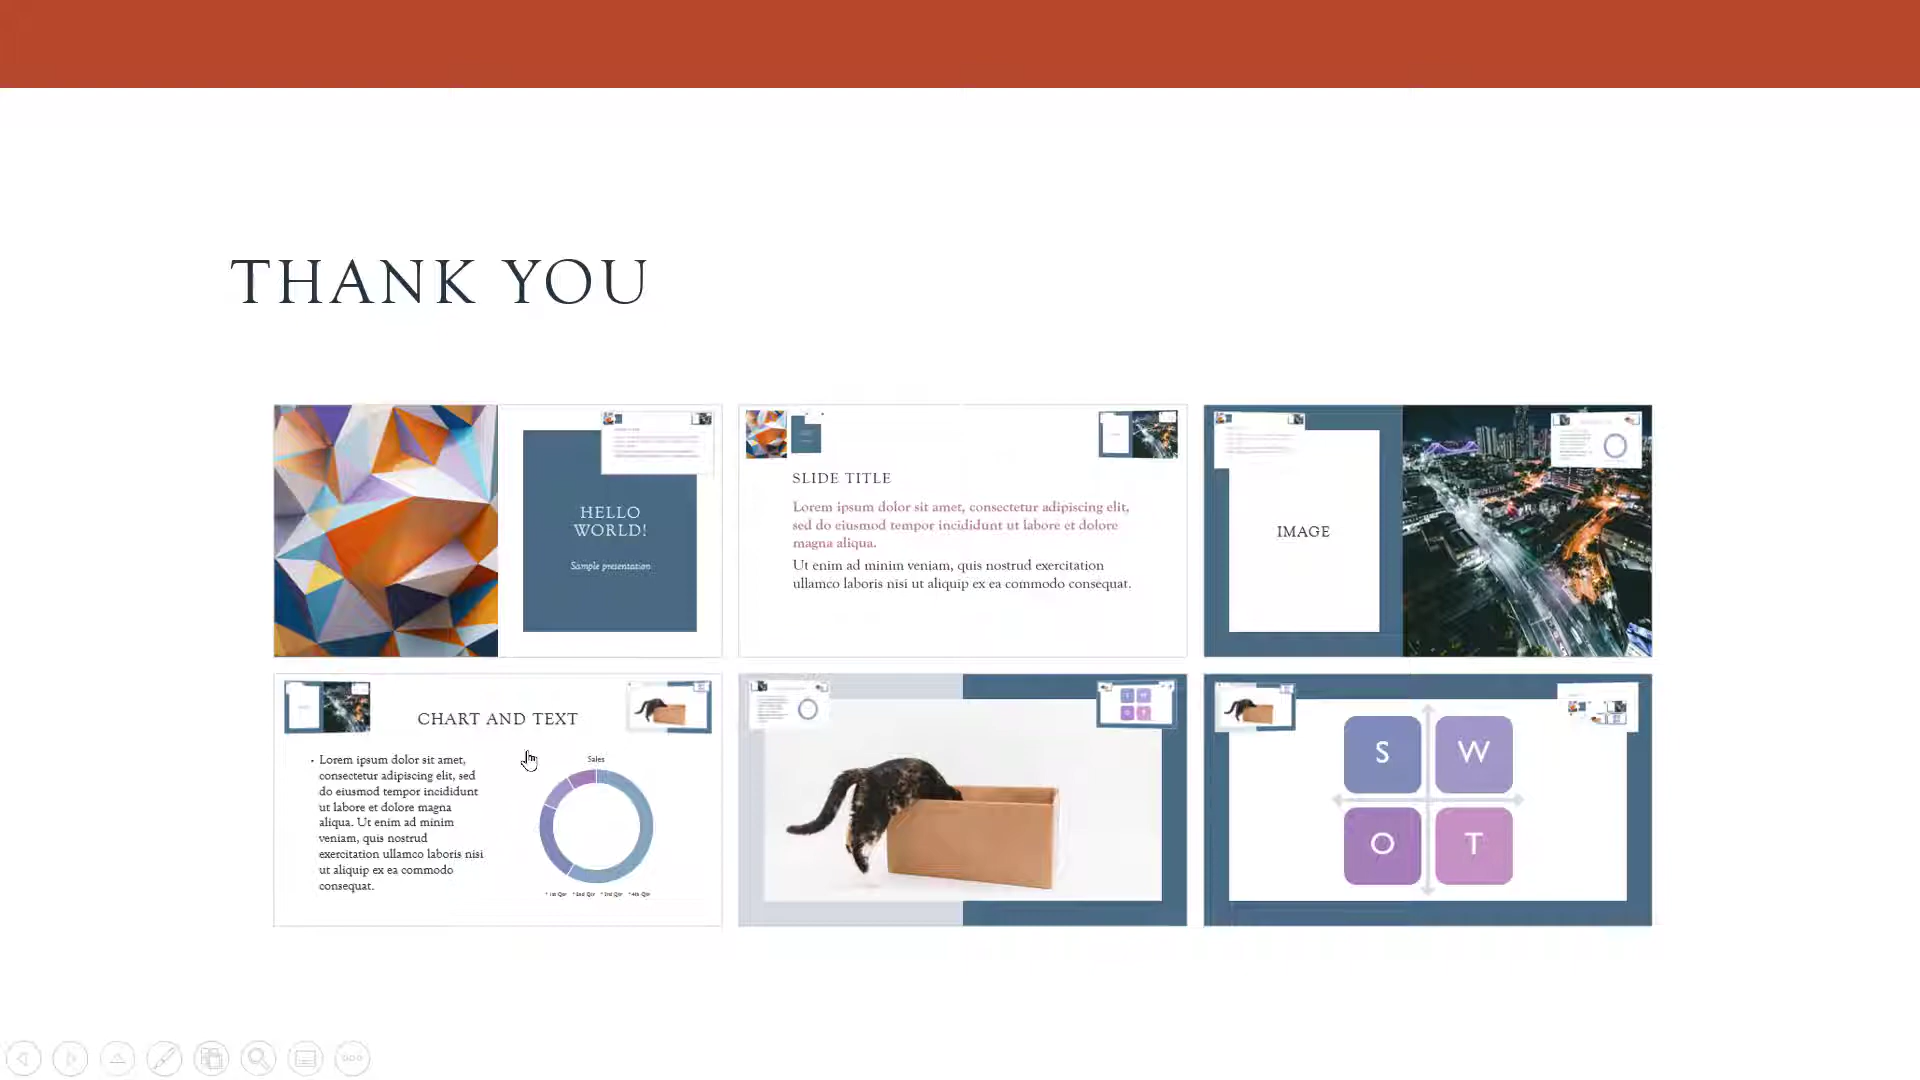 THANK YOU
HELLO
WORLD!
Sample presentation
SLIDE TITLE
Lorem ipsum dolor sit amet, consectetur adipiscing elit,
sed do eiusmod tempor incididunt ut labore et dolore
magna aliqua.
Ut enim ad minim veniam, quis nostrud exercitation
ullamco laboris nisi ut aliquip ex ea commodo consequat.
IMAGE
CHART AND TEXT
• Lorem ipsum dolor sit amet,
consectetur adipiscing elit, sed
do eiusmod tempor incididunt
ut labore et dolore magna
aliqua. Ut enim ad minim
veniam, quis nostrud
exercitation ullamco laboris nisi
ut aliquip ex ea commodo
consequat.
Sales
1st Qtr 2nd Qtr 3rd Qtr 4th Qtr
S W
O T